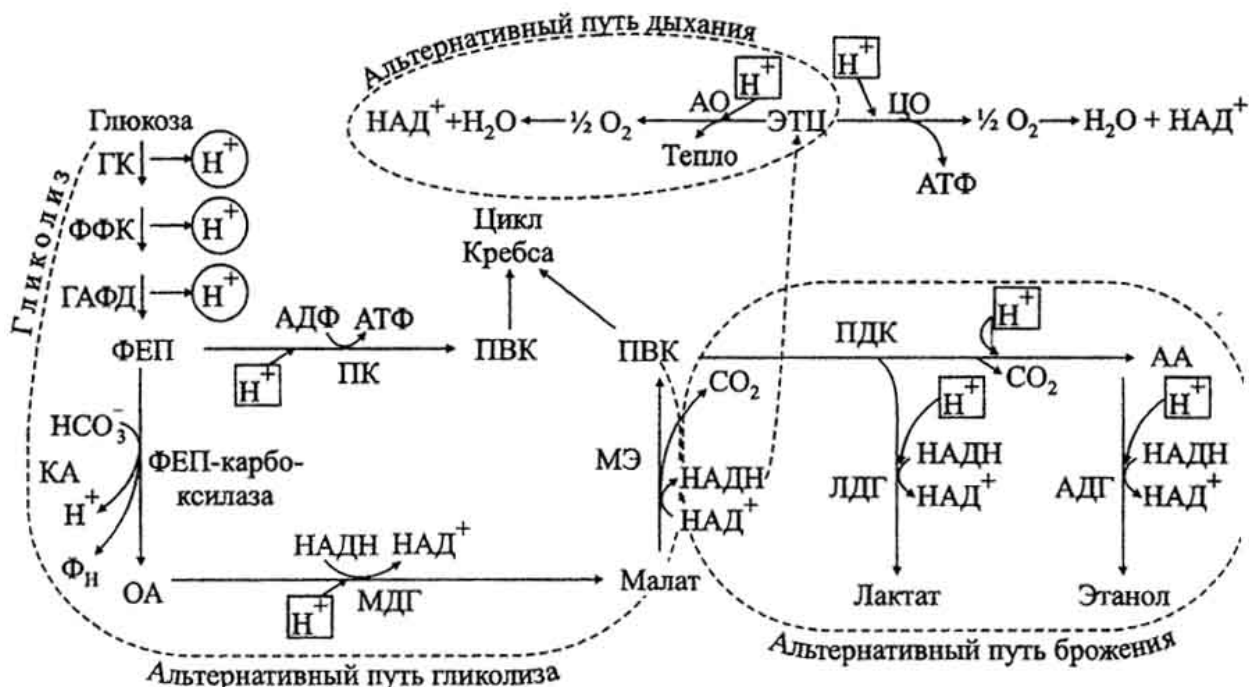 Альтернативный путь дыхания
H⁺
H⁺
НАД⁺ + H₂O
½ O₂
АО
ЭТЦ
ЦО
½ O₂
H₂O + НАД⁺
Тепло
АТФ
Гликолиз
Глюкоза
ГК
H⁺
ФФК
H⁺
ГАФД
H⁺
Цикл
Кребса
ФЕП
АДФ
АТФ
H⁺
ПК
ПВК
ПВК
ПДК
H⁺
CO₂
АА
CO₂
H⁺
H⁺
НАДН
НАД⁺
НАДН
НАД⁺
ЛДГ
АДГ
Лактат
Этанол
HCO₃⁻
КА
ФЕП-карбо-
ксилаза
H⁺
Фн
МЭ
НАДН
НАД⁺
ОА
НАДН
НАД⁺
H⁺
МДГ
Малат
Альтернативный путь гликолиза
Альтернативный путь брожения